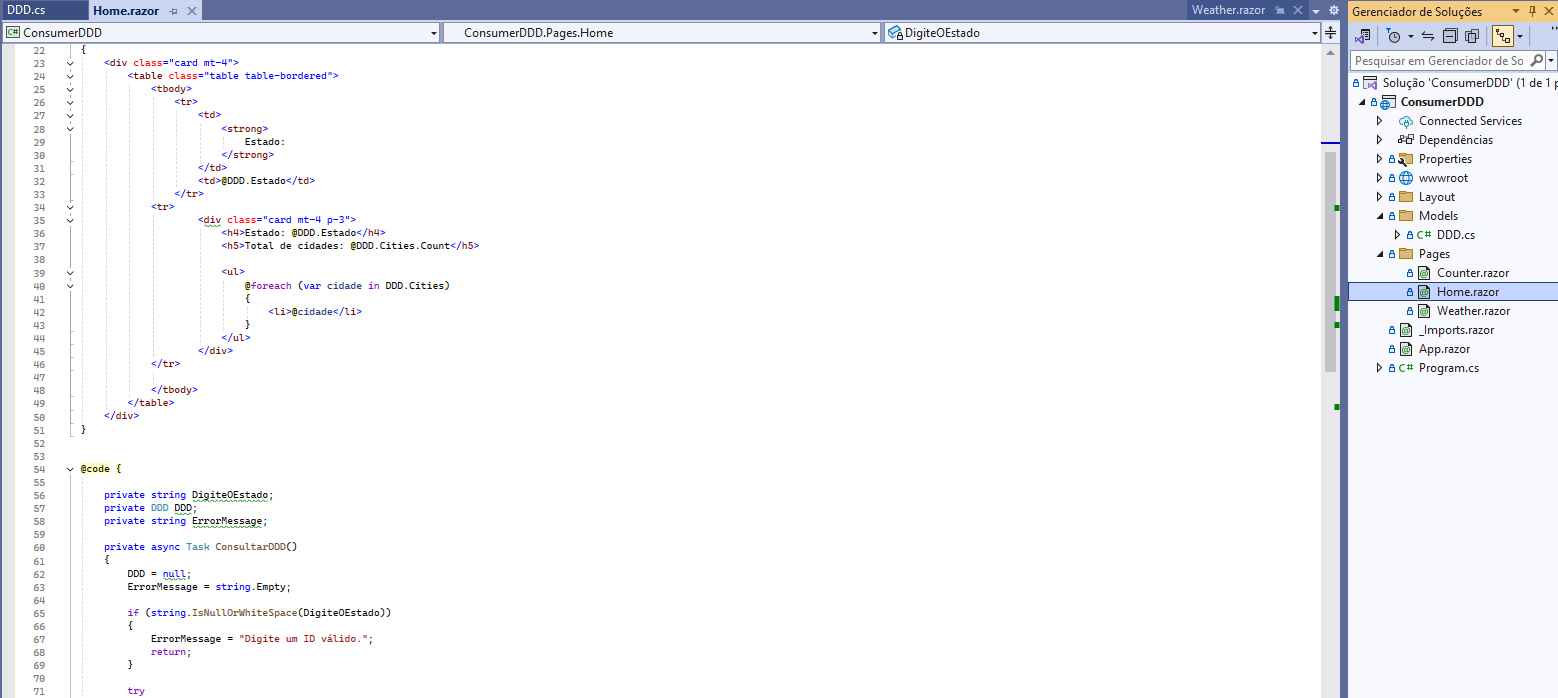 DDD.cs
Home.razor
Weather.razor
ConsumerDDD
ConsumerDDD.Pages.Home
DigiteOEstado
22 {
23 <div class="card mt-4">
24 <table class="table table-bordered">
25 <tbody>
26 <tr>
27 <td>
28 <strong>
29 Estado:
30 </strong>
31 </td>
32 <td>@DDD.Estado</td>
33 </tr>
34 <tr>
35 <div class="card mt-4 p-3">
36 <h4>Estado: @DDD.Estado</h4>
37 <h5>Total de cidades: @DDD.Cities.Count</h5>
38
39 <ul>
40 @foreach (var cidade in DDD.Cities)
41 {
42 <li>@cidade</li>
43 }
44 </ul>
45 </div>
46 </tr>
47
48 </tbody>
49 </table>
50 </div>
51 }
52
53
54 @code {
55
56 private string DigiteOEstado;
57 private DDD DDD;
58 private string ErrorMessage;
59
60 private async Task ConsultarDDD()
61 {
62 DDD = null;
63 ErrorMessage = string.Empty;
64
65 if (string.IsNullOrWhiteSpace(DigiteOEstado))
66 {
67 ErrorMessage = "Digite um ID válido.";
68 return;
69 }
70
71 try
Gerenciador de Soluções
Pesquisar em Gerenciador de So
Solução 'ConsumerDDD' (1 de 1 p
ConsumerDDD
Connected Services
Dependências
Properties
wwwroot
Layout
Models
C# DDD.cs
Pages
Counter.razor
Home.razor
Weather.razor
_Imports.razor
App.razor
C# Program.cs